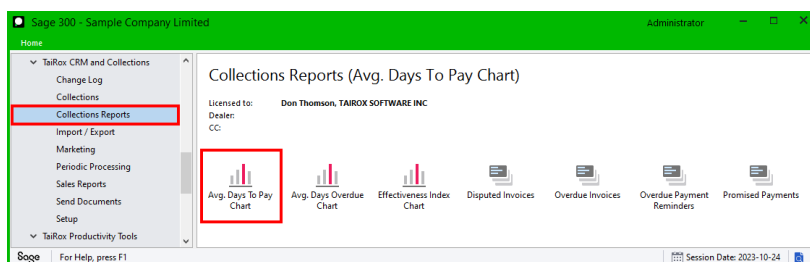 Sage 300 - Sample Company Limited
Administrator
Home
TaiRox CRM and Collections
Change Log
Collections
Collections Reports
Import / Export
Marketing
Periodic Processing
Sales Reports
Send Documents
Setup
TaiRox Productivity Tools
Collections Reports (Avg. Days To Pay Chart)
Licensed to: Don Thomson, TAIROX SOFTWARE INC
Dealer:
CC:
Avg. Days To Pay
Chart
Avg. Days Overdue
Chart
Effectiveness Index
Chart
Disputed Invoices
Overdue Invoices
Overdue Payment
Reminders
Promised Payments
Sage
For Help, press F1
Session Date: 2023-10-24